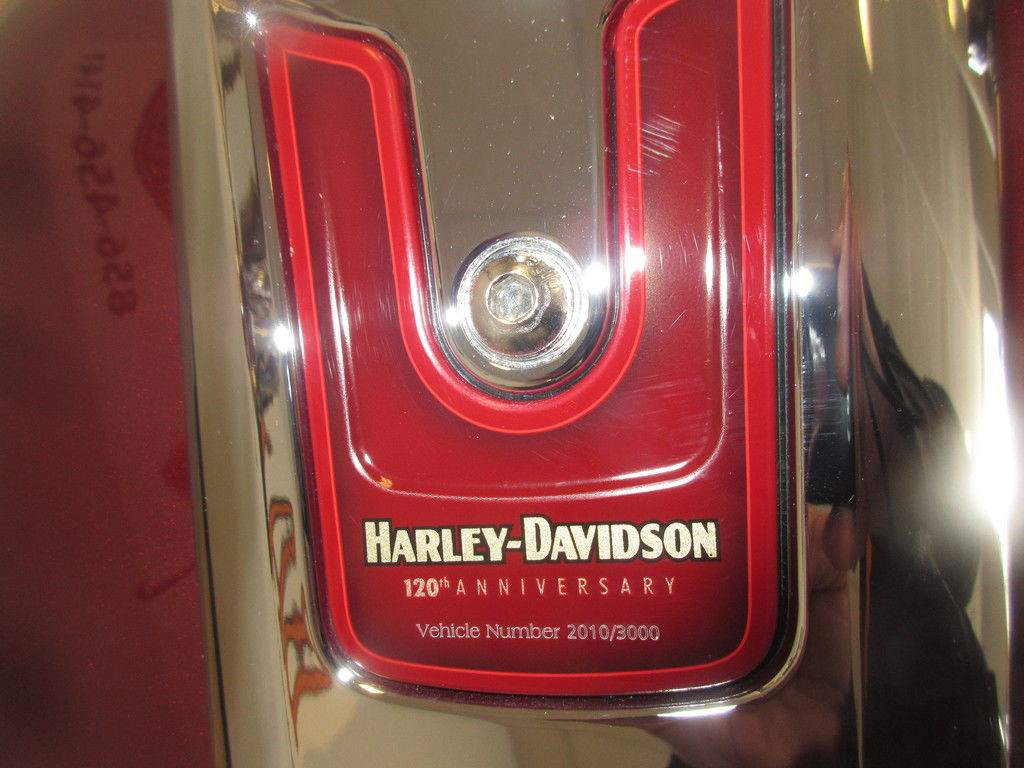 HARLEY-DAVIDSON
120th ANNIVERSARY
Vehicle Number 2010/3000